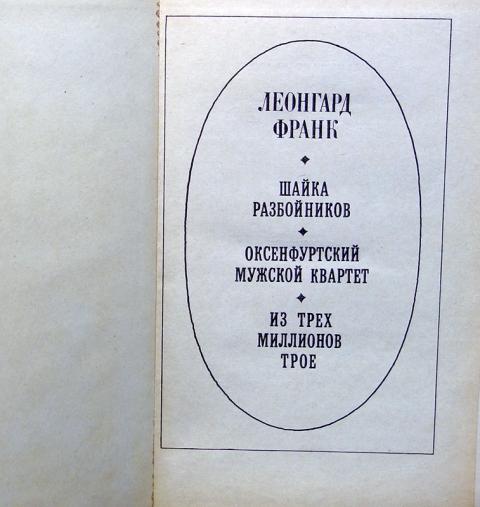 ЛЕОНГАРД
ФРАНК
ШАЙКА
РАЗБОЙНИКОВ
ОКСЕНФУРТСКИЙ
МУЖСКОЙ КВАРТЕТ
ИЗ ТРЕХ
МИЛЛИОНОВ
ТРОЕ